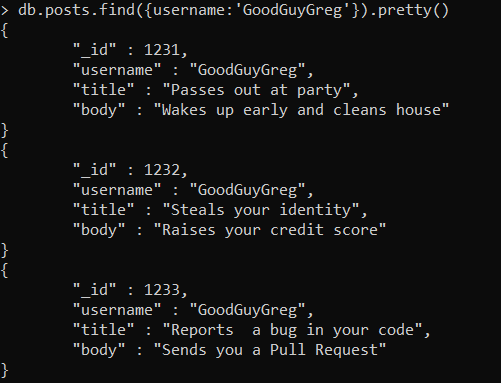 > db.posts.find({username:'GoodGuyGreg'}).pretty()
{
        "_id" : 1231,
        "username" : "GoodGuyGreg",
        "title" : "Passes out at party",
        "body" : "Wakes up early and cleans house"
}
{
        "_id" : 1232,
        "username" : "GoodGuyGreg",
        "title" : "Steals your identity",
        "body" : "Raises your credit score"
}
{
        "_id" : 1233,
        "username" : "GoodGuyGreg",
        "title" : "Reports  a bug in your code",
        "body" : "Sends you a Pull Request"
}